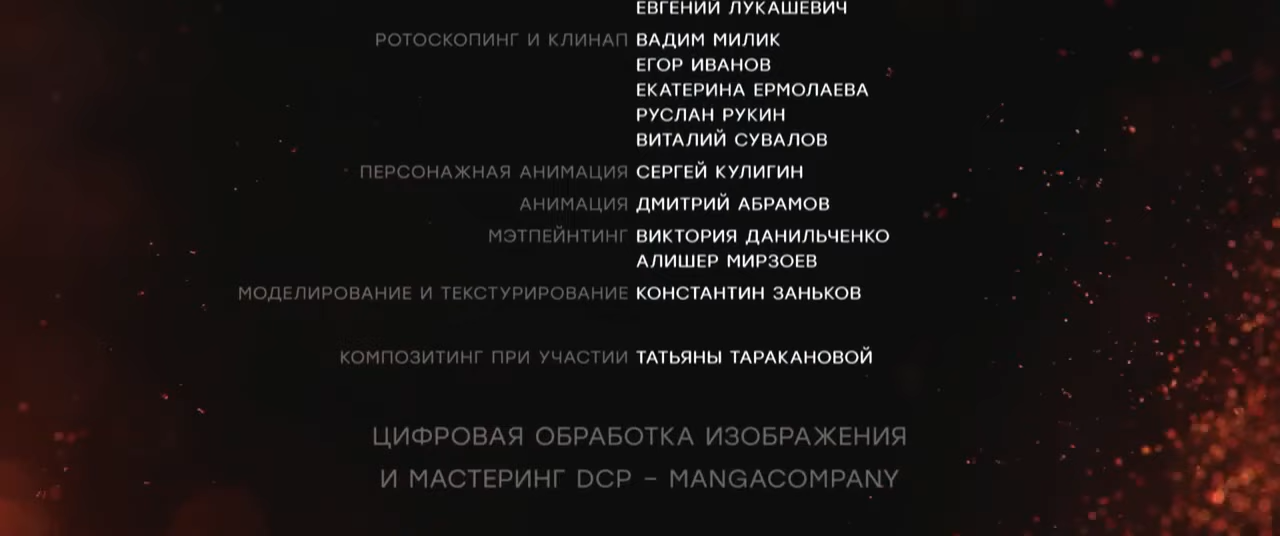 ЕВГЕНИЙ ЛУКАШЕВИЧ
РОТОСКОПИНГ И КЛИНАП ВАДИМ МИЛИК
ЕГОР ИВАНОВ
ЕКАТЕРИНА ЕРМОЛАЕВА
РУСЛАН РУКИН
ВИТАЛИЙ СУВАЛОВ
ПЕРСОНАЖНАЯ АНИМАЦИЯ СЕРГЕЙ КУЛИГИН
АНИМАЦИЯ ДМИТРИЙ АБРАМОВ
МЭТПЕЙНТИНГ ВИКТОРИЯ ДАНИЛЬЧЕНКО
АЛИШЕР МИРЗОЕВ
МОДЕЛИРОВАНИЕ И ТЕКСТУРИРОВАНИЕ КОНСТАНТИН ЗАНЬКОВ
КОМПОЗИТИНГ ПРИ УЧАСТИИ ТАТЬЯНЫ ТАРАКАНОВОЙ
ЦИФРОВАЯ ОБРАБОТКА ИЗОБРАЖЕНИЯ
И МАСТЕРИНГ DCP – MANGACOMPANY